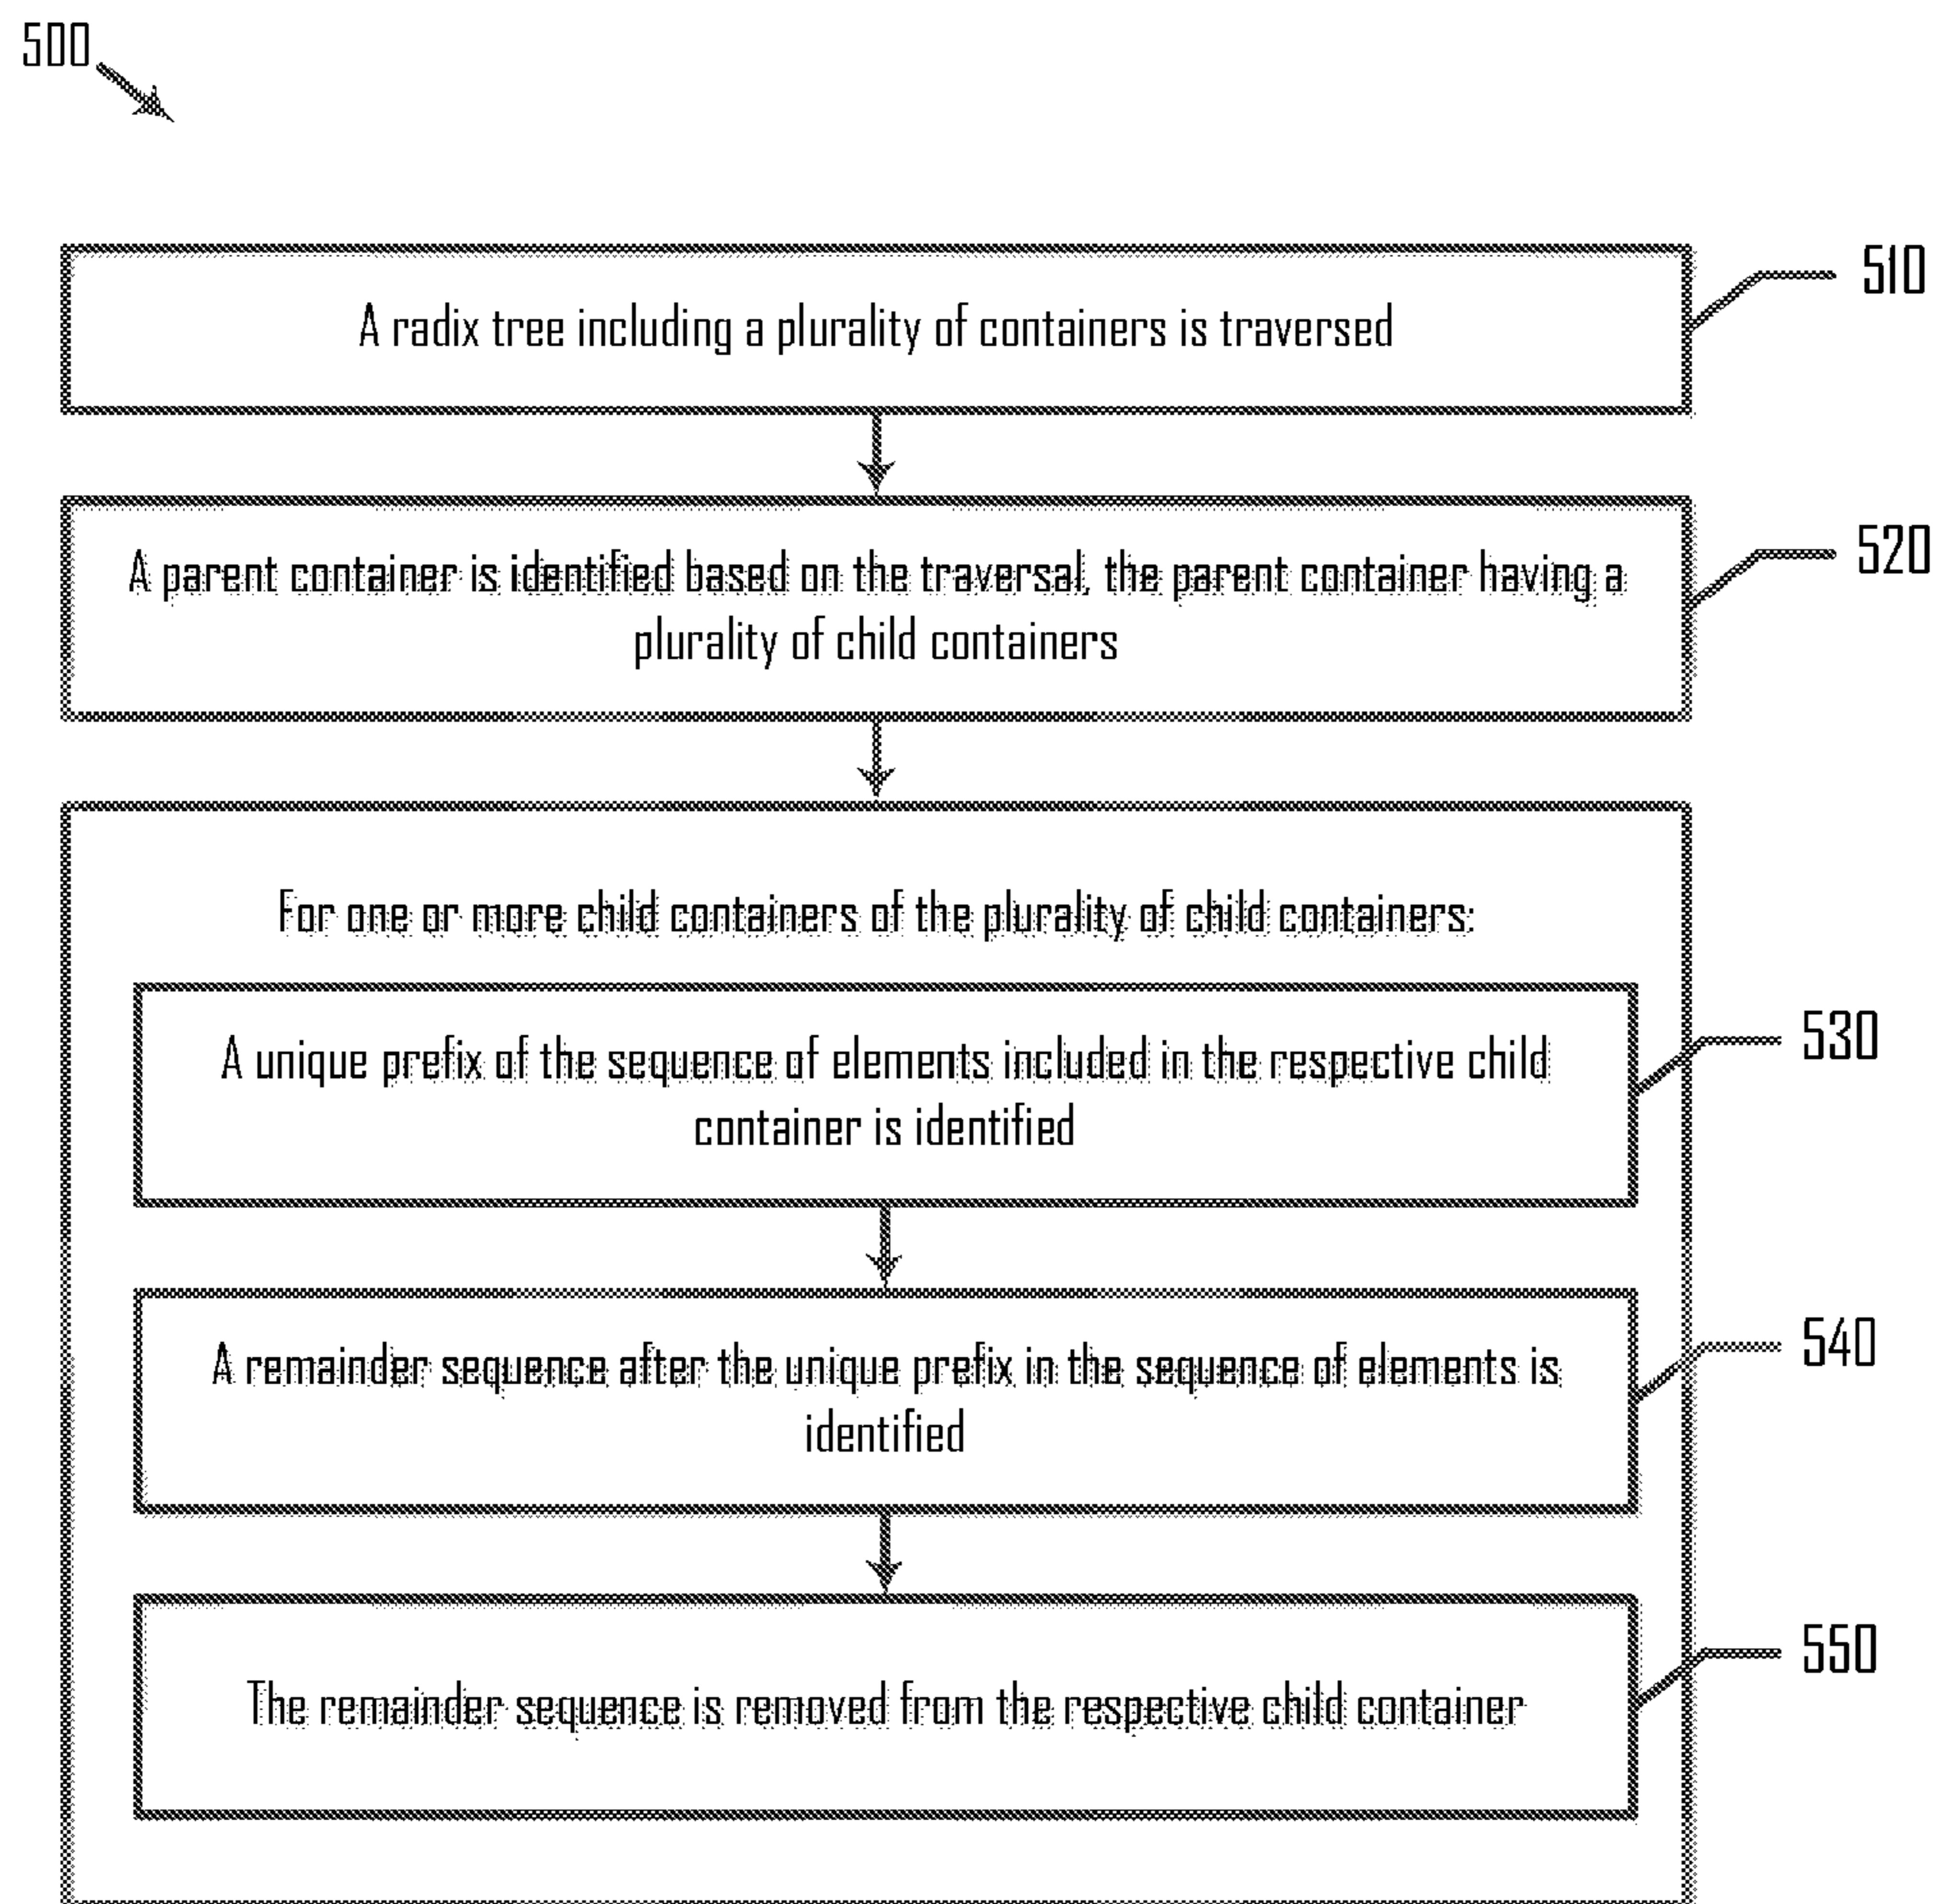 500
A radix tree including a plurality of containers is traversed
510
A parent container is identified based on the traversal, the parent container having a
plurality of child containers
520
For one or more child containers of the plurality of child containers:
A unique prefix of the sequence of elements included in the respective child
container is identified
530
A remainder sequence after the unique prefix in the sequence of elements is
identified
540
The remainder sequence is removed from the respective child container
550